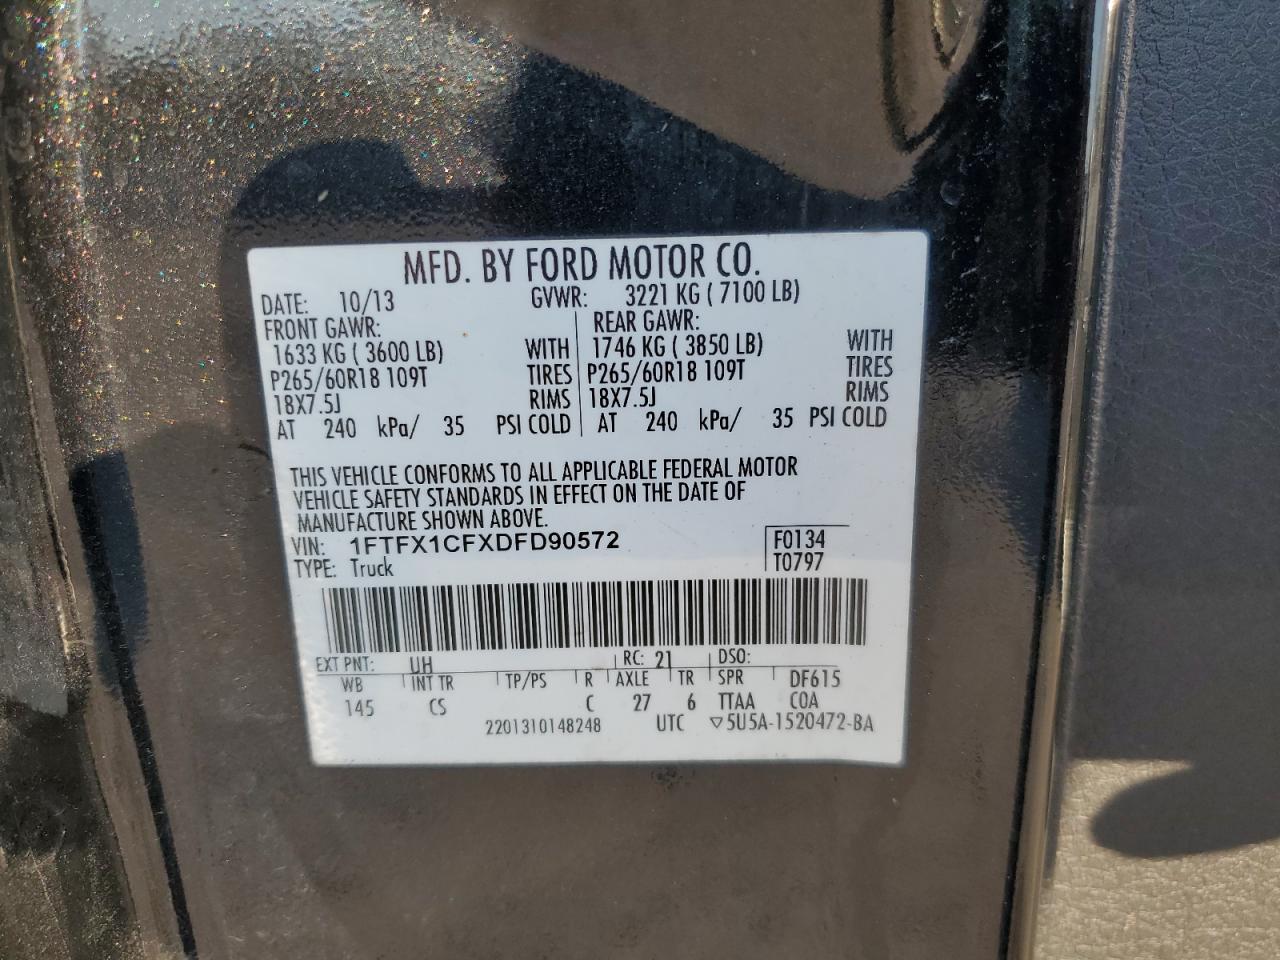 MFD. BY FORD MOTOR CO.
DATE: 10/13 GVWR: 3221 KG ( 7100 LB)
FRONT GAWR: REAR GAWR:
1633 KG ( 3600 LB) WITH 1746 KG ( 3850 LB) WITH
P265/60R18 109T TIRES P265/60R18 109T TIRES
18X7.5J RIMS 18X7.5J RIMS
AT 240 kPa/ 35 PSI COLD AT 240 kPa/ 35 PSI COLD
THIS VEHICLE CONFORMS TO ALL APPLICABLE FEDERAL MOTOR
VEHICLE SAFETY STANDARDS IN EFFECT ON THE DATE OF
MANUFACTURE SHOWN ABOVE.
VIN: 1FTFX1CFXDFD90572 F0134
TYPE: Truck T0797
EXT PNT: UH RC: 21 DSO:
WB INT TR TP/PS R AXLE TR SPR DF615
145 CS C 27 6 TTAA COA
2201310148248 UTC ▽5U5A-1520472-BA